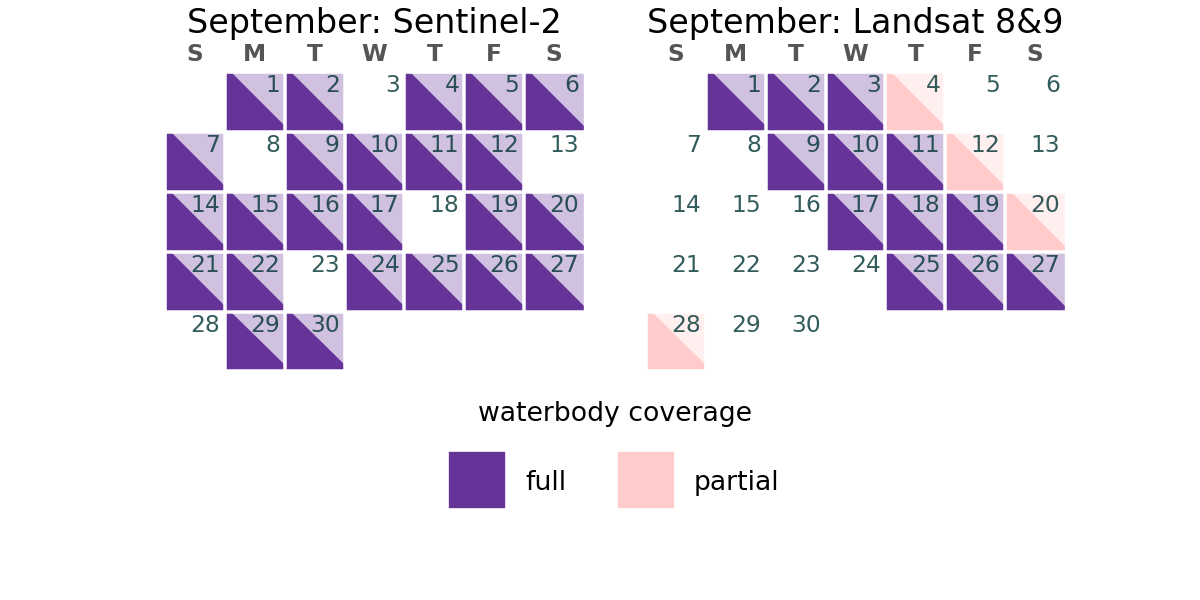 September: Sentinel-2
S M T W T F S
1 2 3 4 5 6
7 8 9 10 11 12 13
14 15 16 17 18 19 20
21 22 23 24 25 26 27
28 29 30
September: Landsat 8&9
S M T W T F S
1 2 3 4 5 6
7 8 9 10 11 12 13
14 15 16 17 18 19 20
21 22 23 24 25 26 27
28 29 30
waterbody coverage
full partial